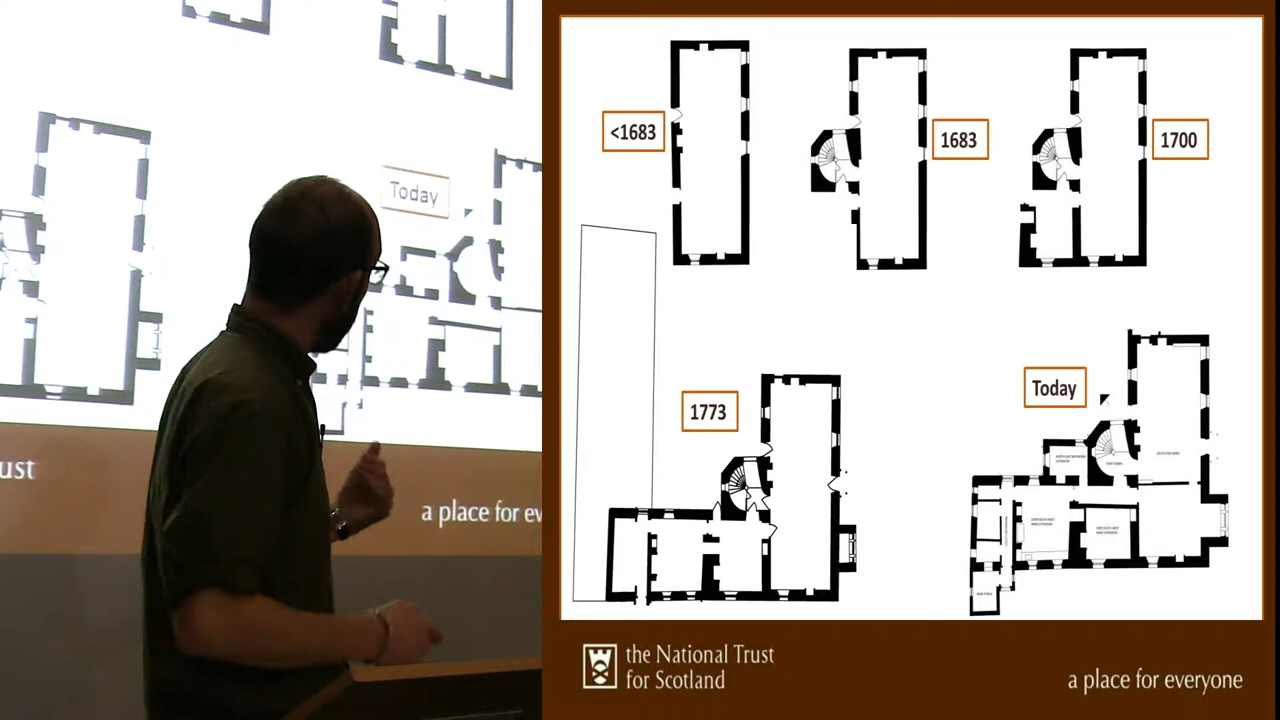 Today
ust
a place for ev
<1683
1683
1700
1773
Today
the National Trust
for Scotland
a place for everyone